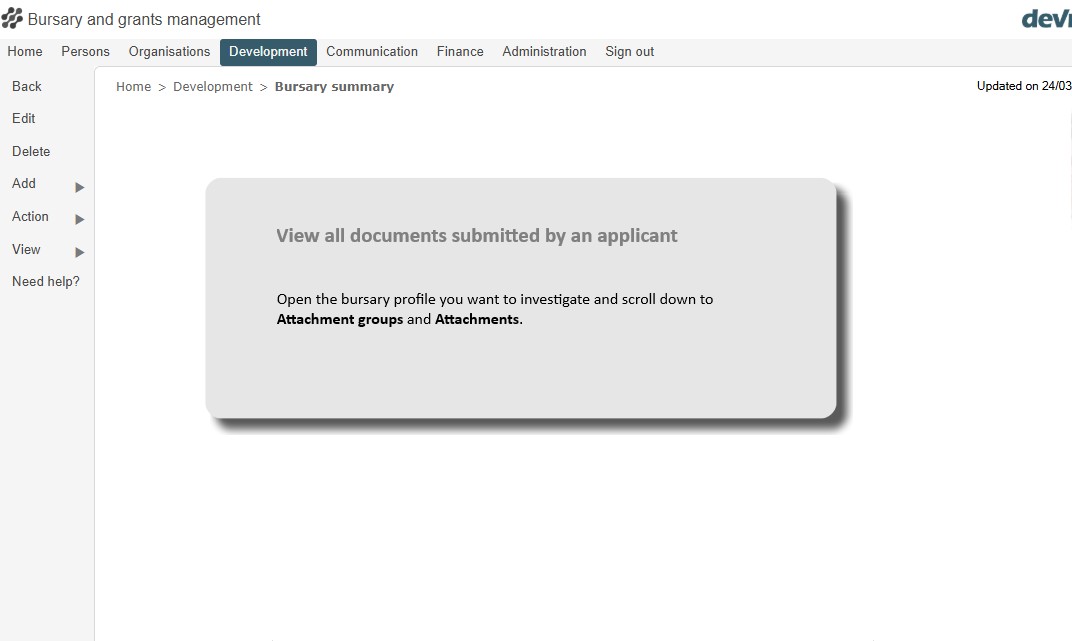 Bursary and grants management
Home Persons Organisations Development Communication Finance Administration Sign out
Back
Home > Development > Bursary summary
Updated on 24/03
Edit
Delete
Add
Action
View
Need help?
View all documents submitted by an applicant
Open the bursary profile you want to investigate and scroll down to
Attachment groups and Attachments.